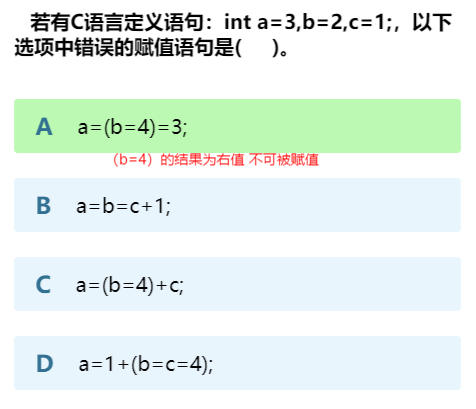 若有C语言定义语句：int a=3,b=2,c=1;，以下
选项中错误的赋值语句是(　　)。
A a=(b=4)=3;
（b=4）的结果为右值 不可被赋值
B a=b=c+1;
C a=(b=4)+c;
D a=1+(b=c=4);